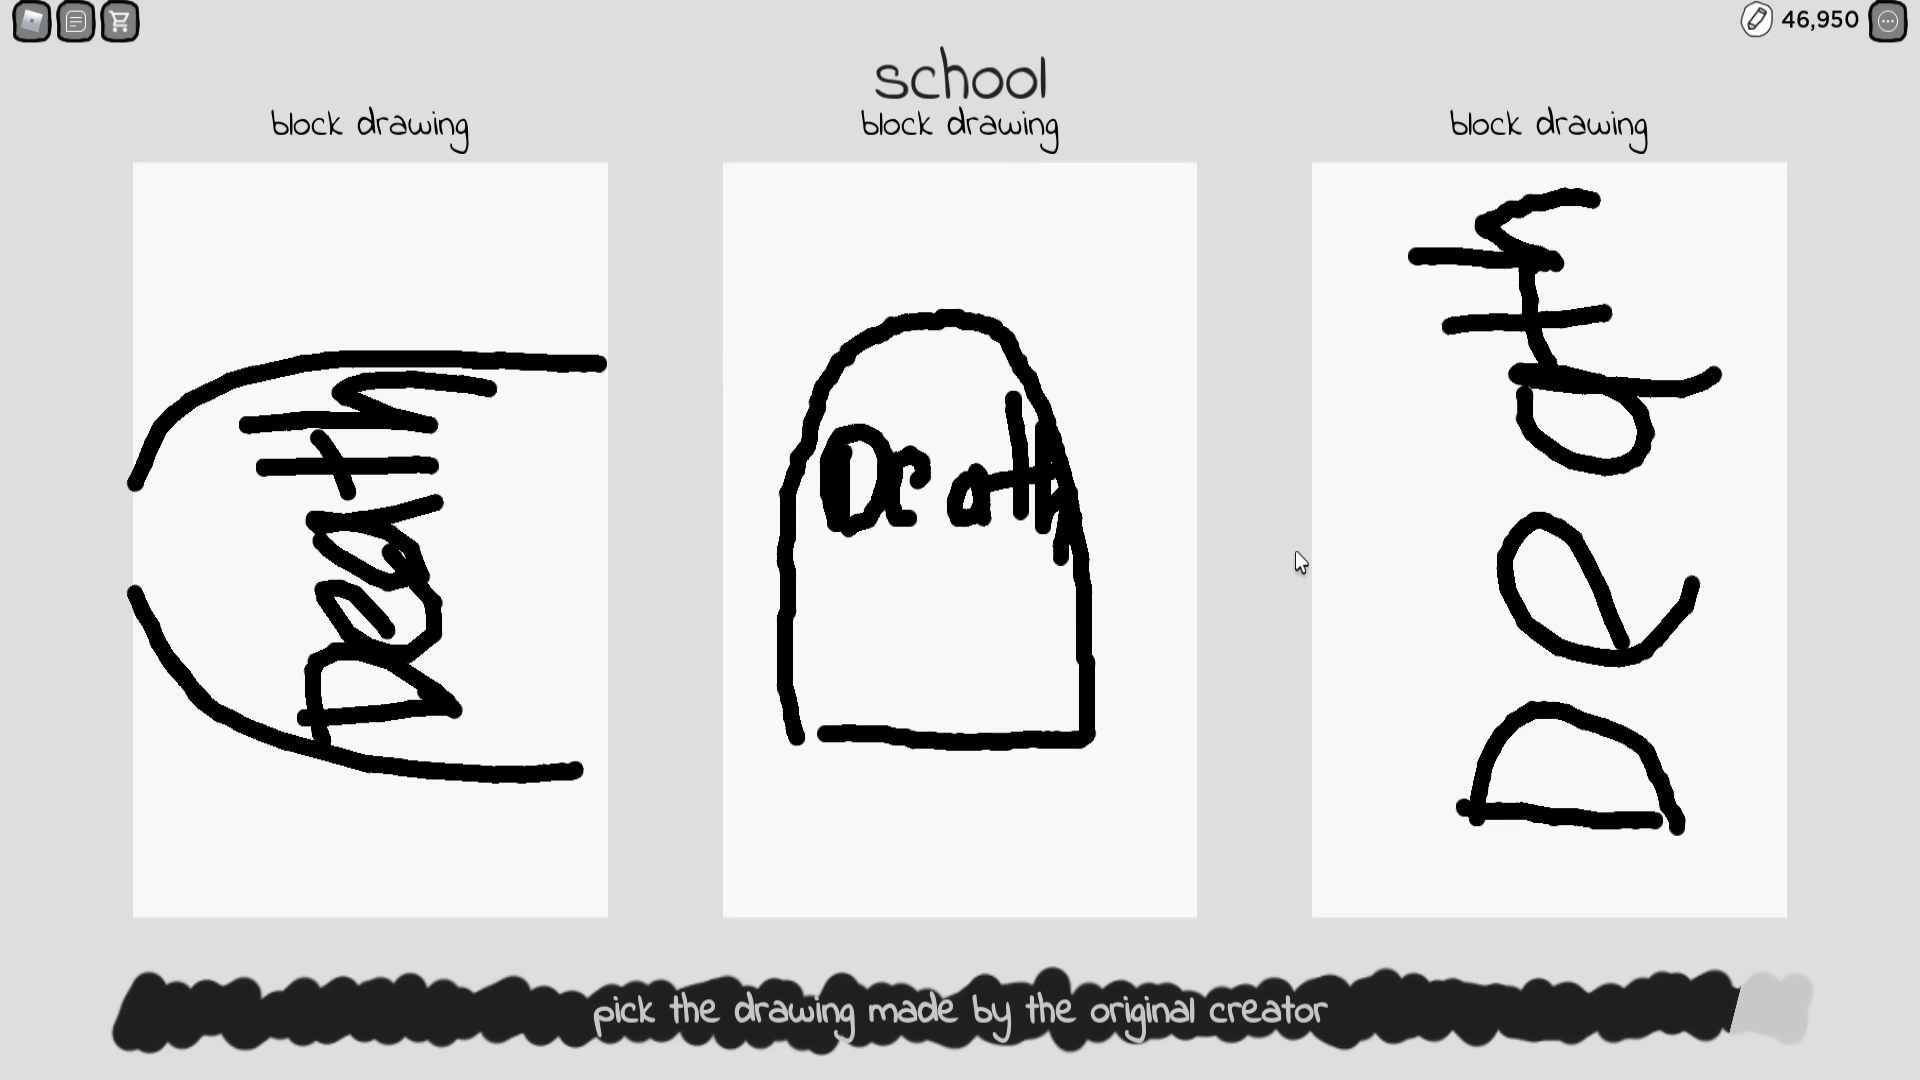 46,950
school
block drawing
block drawing
block drawing
Death
Death
Death
pick the drawing made by the original creator